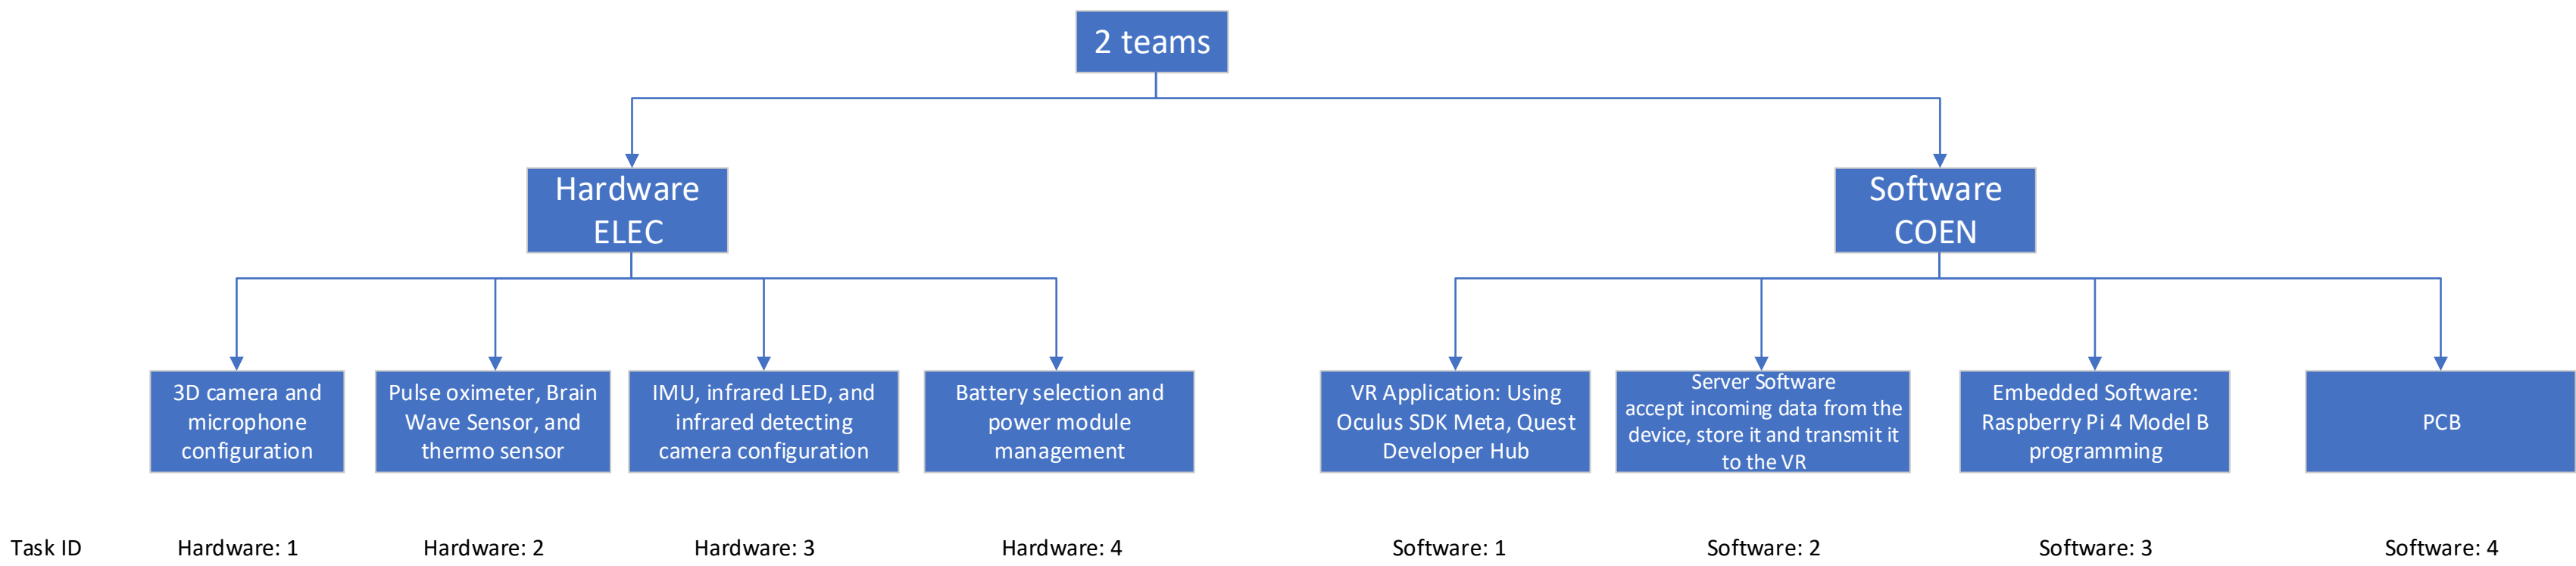 2 teams
Hardware
ELEC
Software
COEN
3D camera and
microphone
configuration
Pulse oximeter, Brain
Wave Sensor, and
thermo sensor
IMU, infrared LED, and
infrared detecting
camera configuration
Battery selection and
power module
management
VR Application: Using
Oculus SDK Meta, Quest
Developer Hub
Server Software
accept incoming data from the
device, store it and transmit it
to the VR
Embedded Software:
Raspberry Pi 4 Model B
programming
PCB
Task ID
Hardware: 1
Hardware: 2
Hardware: 3
Hardware: 4
Software: 1
Software: 2
Software: 3
Software: 4